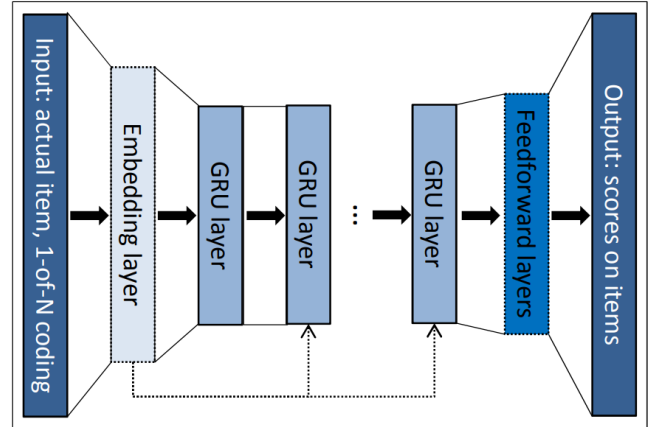 Input: actual item, 1-of-N coding
Embedding layer
GRU layer
GRU layer
...
GRU layer
Feedforward layers
Output: scores on items